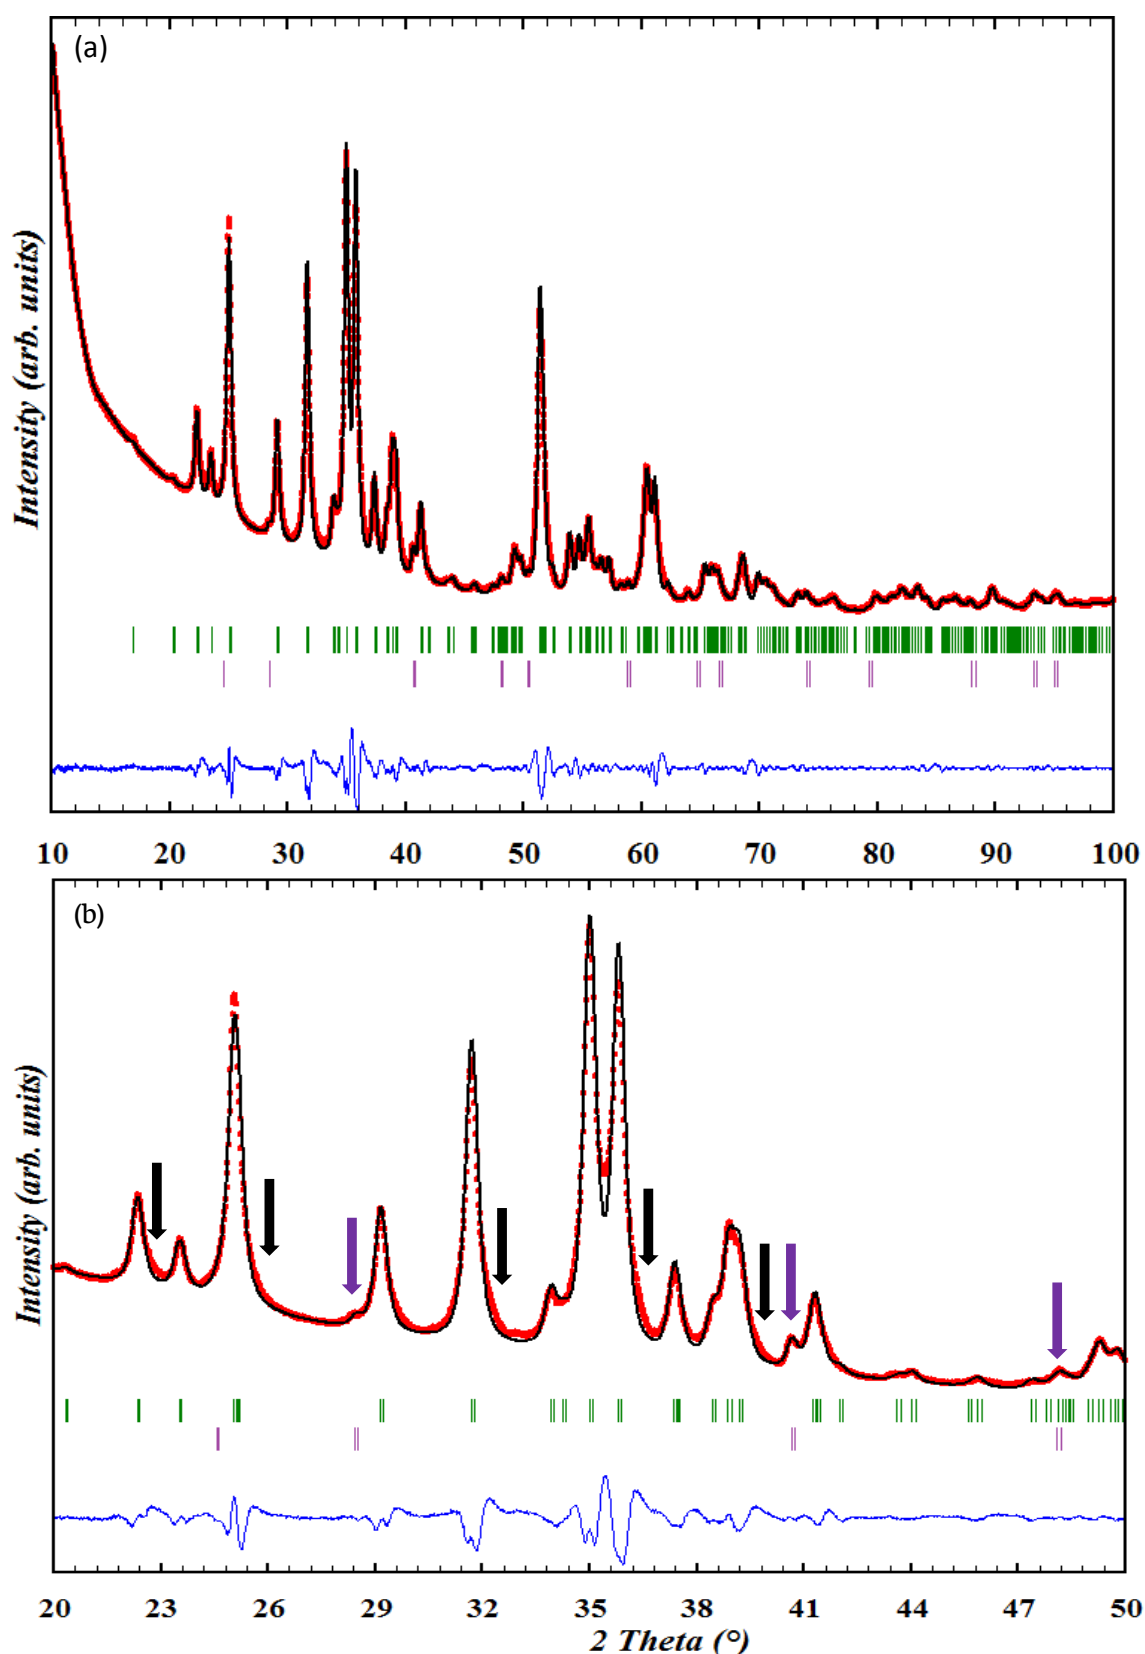 (a)
Intensity (arb. units)
10 20 30 40 50 60 70 80 90 100
(b)
Intensity (arb. units)
20 23 26 29 32 35 38 41 44 47 50
2 Theta (°)